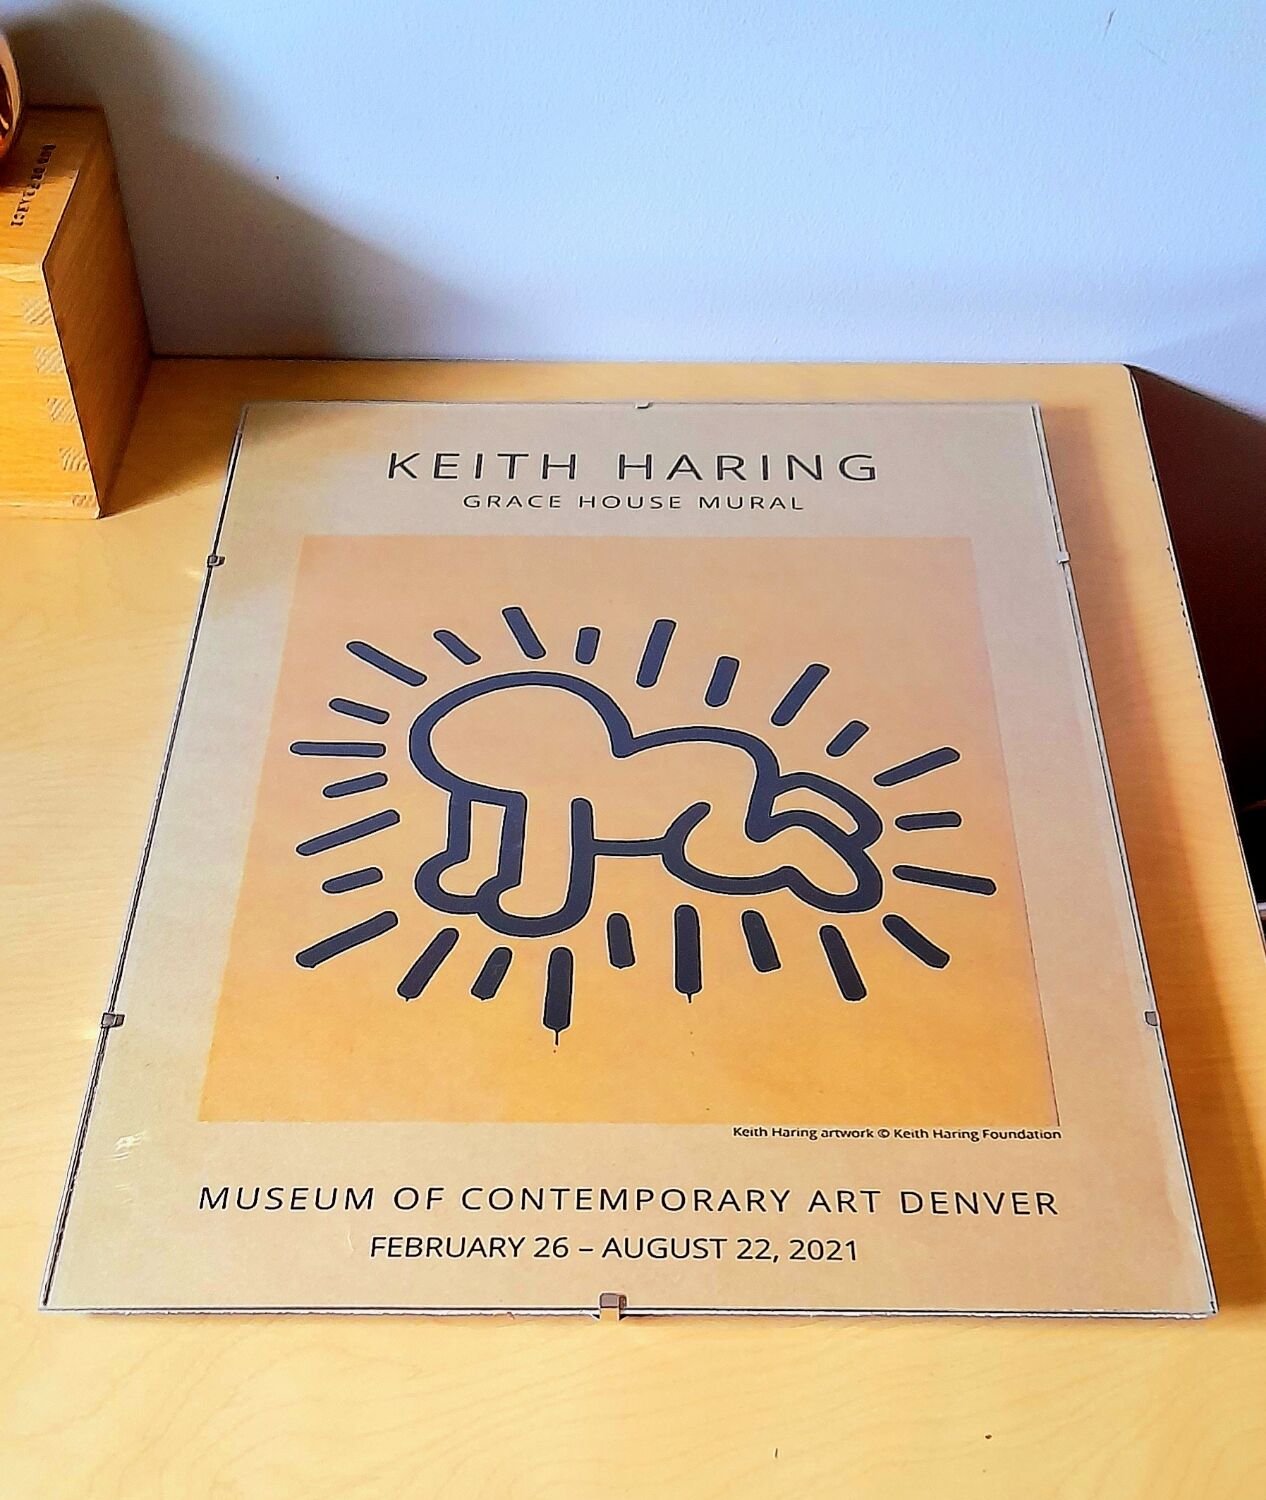 KEITH HARING
GRACE HOUSE MURAL
Keith Haring artwork © Keith Haring Foundation
MUSEUM OF CONTEMPORARY ART DENVER
FEBRUARY 26 – AUGUST 22, 2021